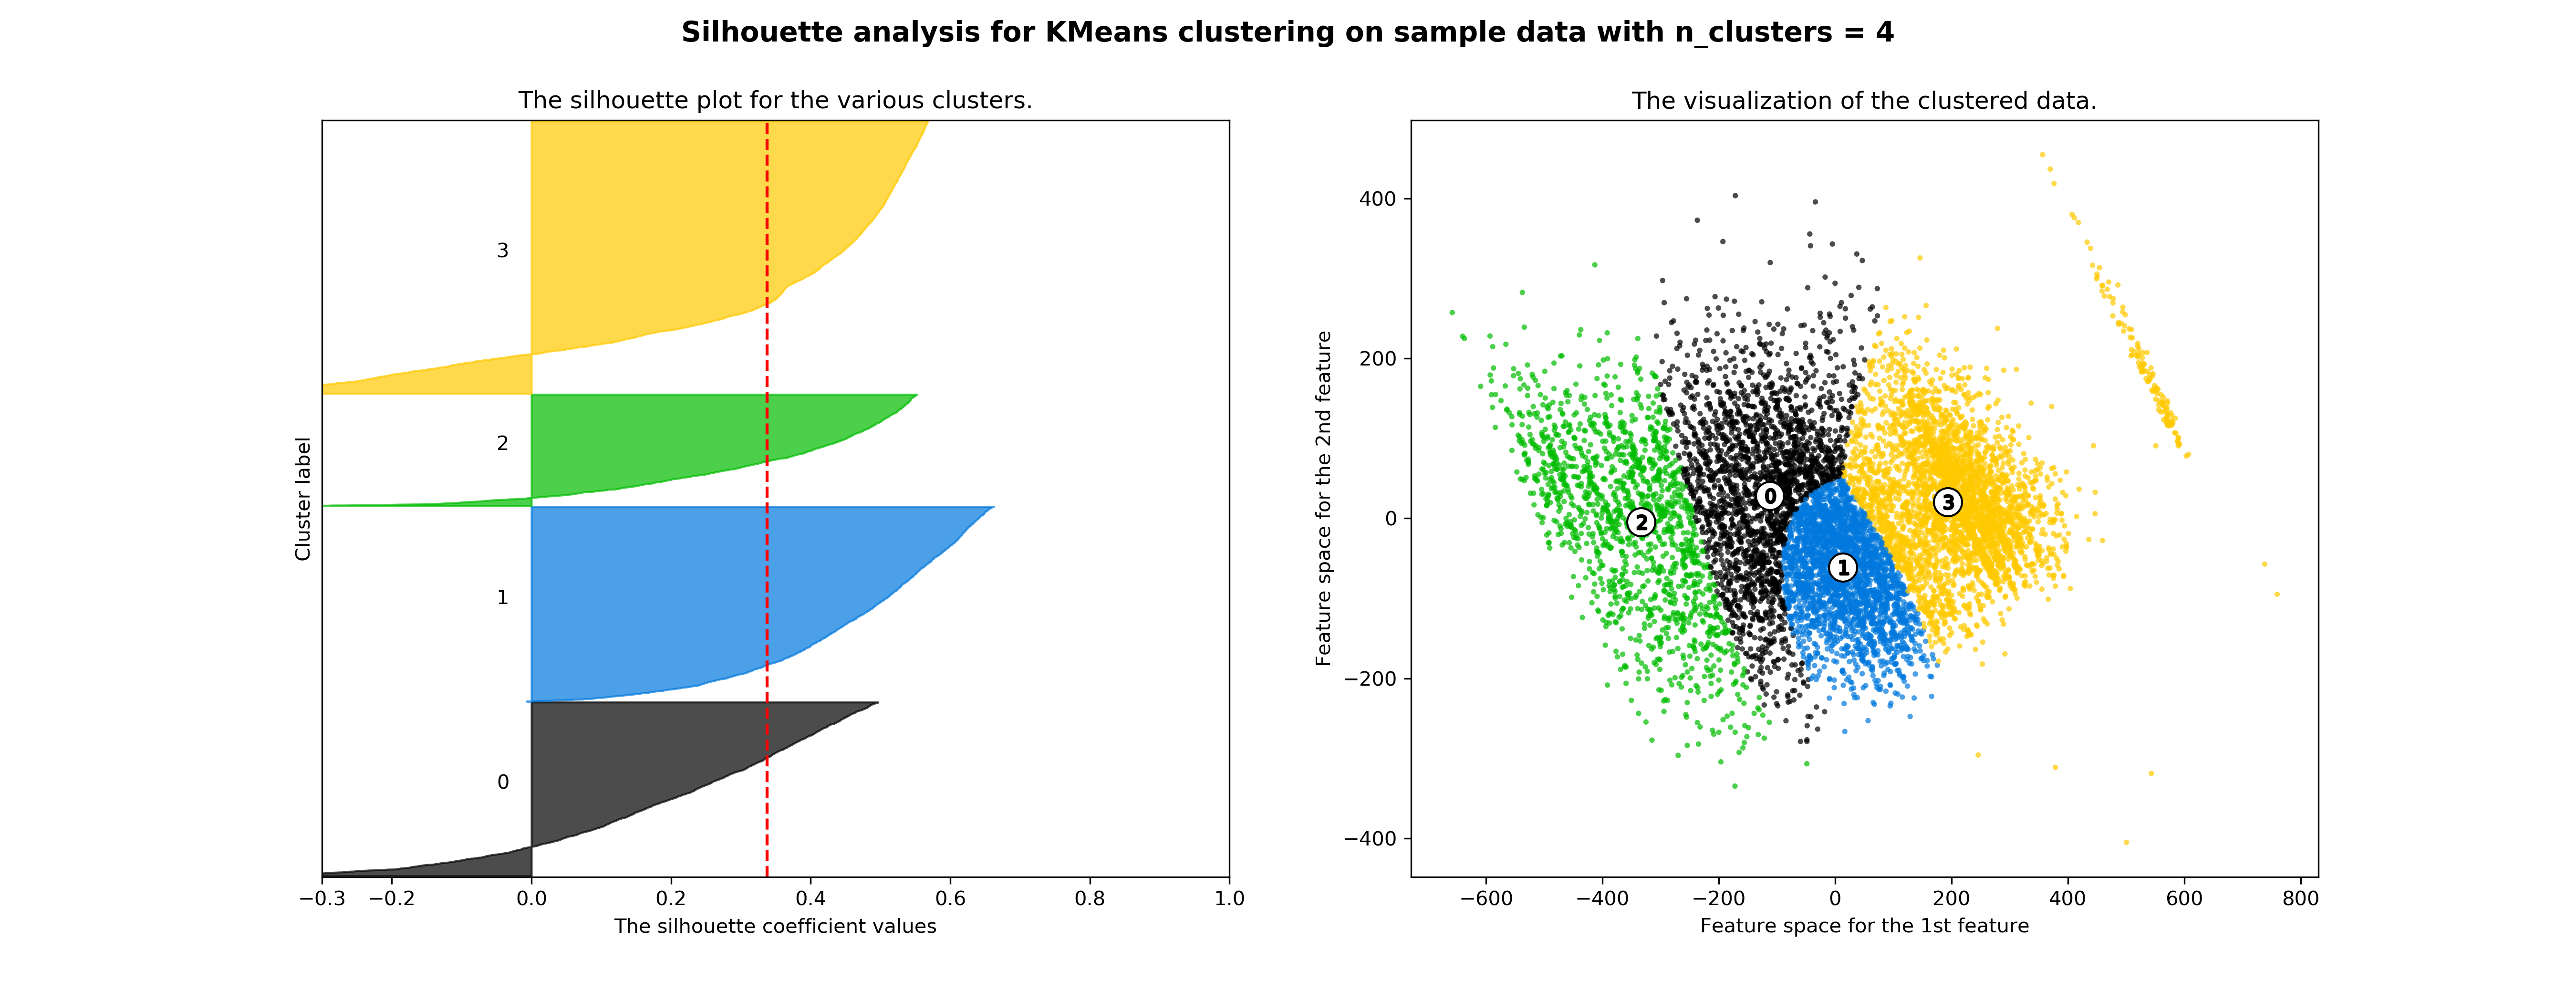 Silhouette analysis for KMeans clustering on sample data with n_clusters = 4
The silhouette plot for the various clusters.
3
2
1
0
Cluster label
−0.3 −0.2 0.0 0.2 0.4 0.6 0.8 1.0
The silhouette coefficient values
The visualization of the clustered data.
400
200
0
−200
−400
Feature space for the 2nd feature
0
3
2
1
−600 −400 −200 0 200 400 600 800
Feature space for the 1st feature